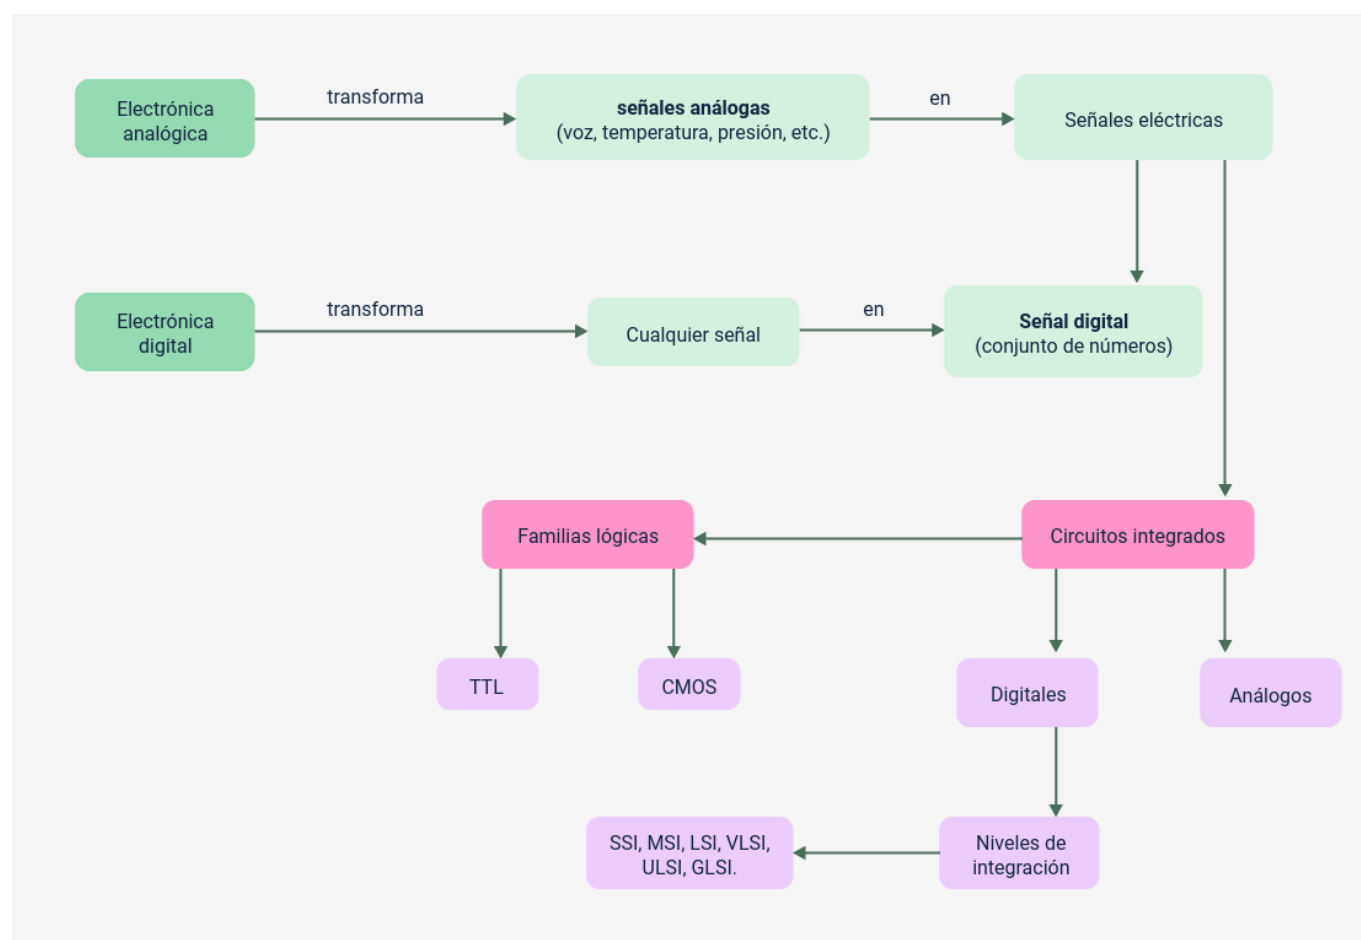 Electrónica
analógica
transforma
señales análogas
(voz, temperatura, presión, etc.)
en
Señales eléctricas
Electrónica
digital
transforma
Cualquier señal
en
Señal digital
(conjunto de números)
Familias lógicas
Circuitos integrados
TTL
CMOS
Digitales
Análogos
SSI, MSI, LSI, VLSI,
ULSI, GLSI.
Niveles de
integración